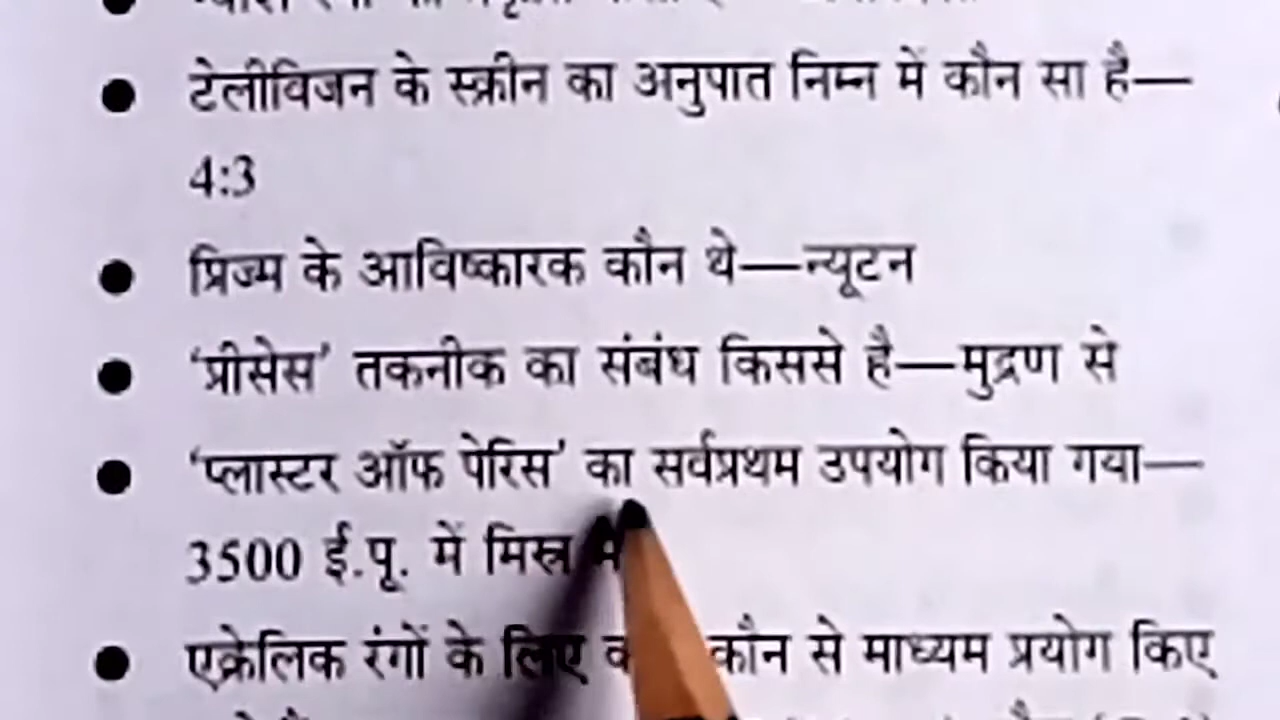 टेलीविजन के स्क्रीन का अनुपात निम्न में कौन सा है—
4:3
प्रिज्म के आविष्कारक कौन थे—न्यूटन
‘प्रीसेस’ तकनीक का संबंध किससे है—मुद्रण से
‘प्लास्टर ऑफ पेरिस’ का सर्वप्रथम उपयोग किया गया—
3500 ई.पू. में मिस्र में
एक्रेलिक रंगों के लिए कौन से माध्यम प्रयोग किए